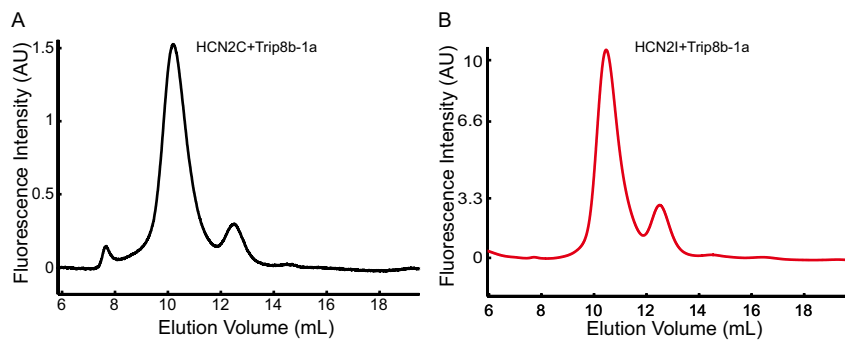 A
HCN2C+Trip8b-1a
Fluorescence Intensity (AU)
1.5
1
0.5
0
6 8 10 12 14 16 18
Elution Volume (mL)
B
HCN2I+Trip8b-1a
Fluorescence Intensity (AU)
10
6.6
3.3
0
6 8 10 12 14 16 18
Elution Volume (mL)